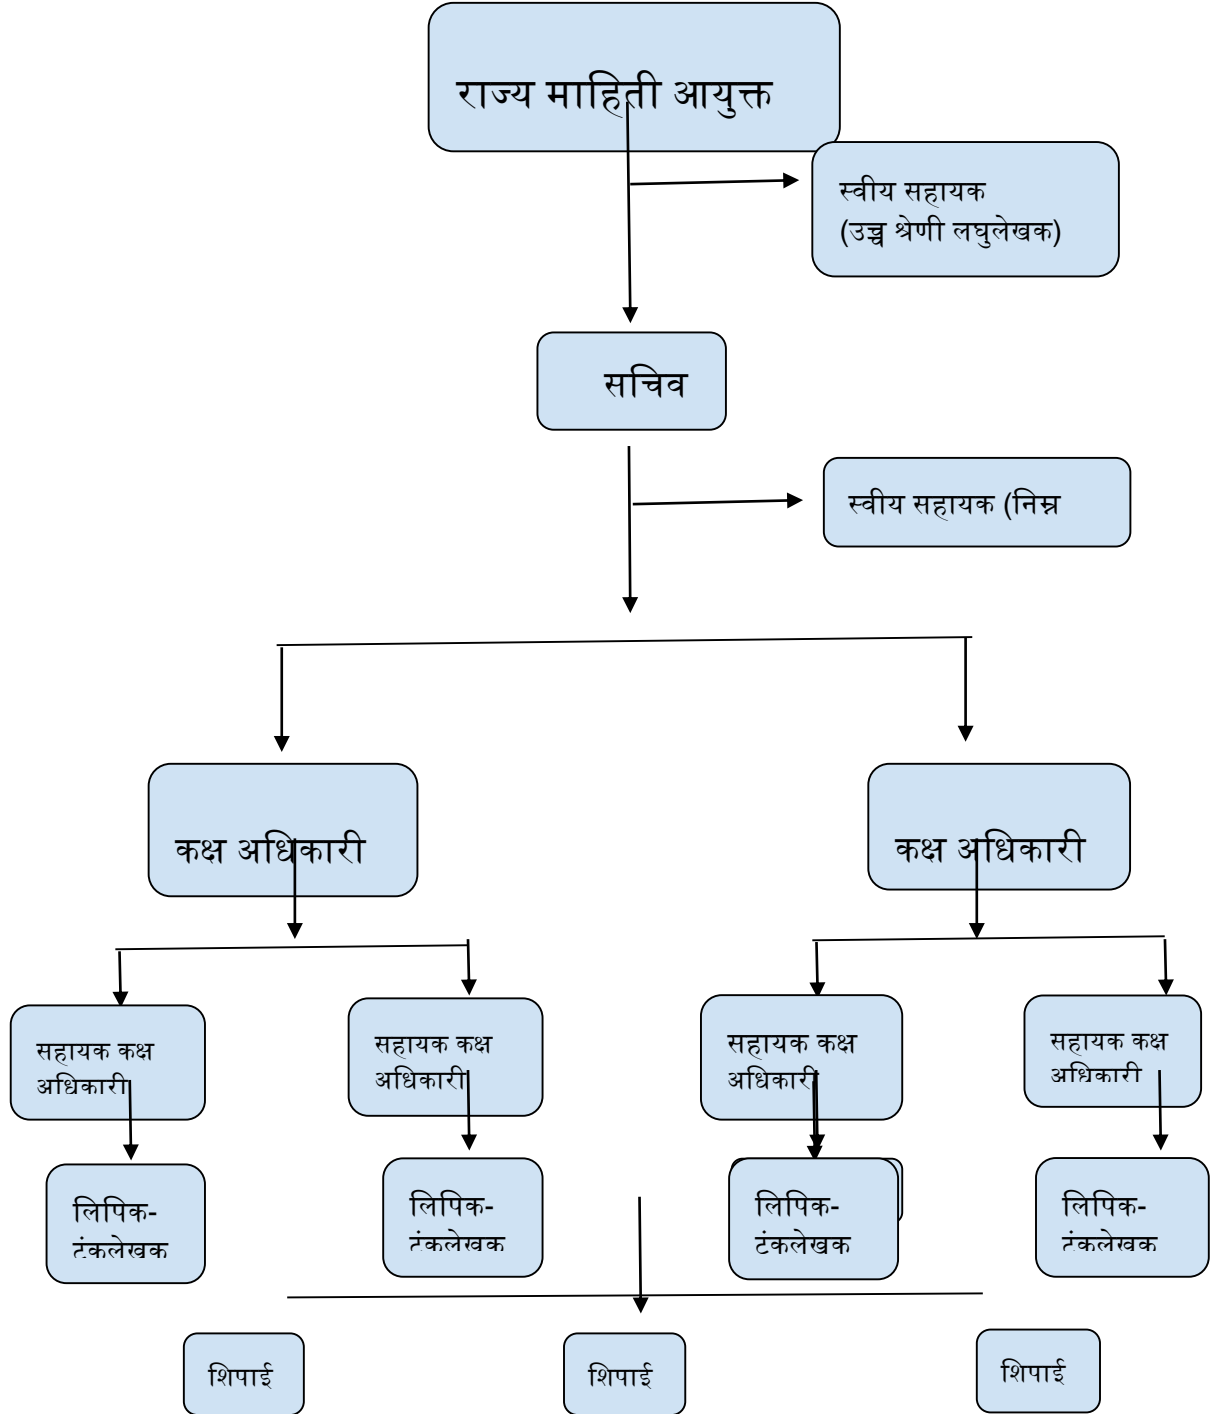 राज्य माहिती आयुक्त
स्वीय सहायक
(उच्च श्रेणी लघुलेखक)
सचिव
स्वीय सहायक (निम्न
कक्ष अधिकारी
कक्ष अधिकारी
सहायक कक्ष
अधिकारी
सहायक कक्ष
अधिकारी
सहायक कक्ष
अधिकारी
सहायक कक्ष
अधिकारी
लिपिक-
टंकलेखक
लिपिक-
टंकलेखक
लिपिक-
टंकलेखक
लिपिक-
टंकलेखक
शिपाई
शिपाई
शिपाई